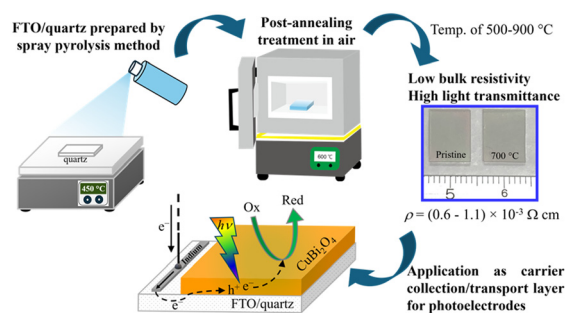 FTO/quartz prepared by
spray pyrolysis method
Post-annealing
treatment in air
Temp. of 500-900 °C
Low bulk resistivity
High light transmittance
quartz
450 °C
600 °C
Pristine
700 °C
5
6
ρ = (0.6 - 1.1) × 10⁻³ Ω cm
Ox
Red
e⁻
hν
Indium
CuBi₂O₄
h⁺
e⁻
e⁻
FTO/quartz
Application as carrier
collection/transport layer
for photoelectrodes